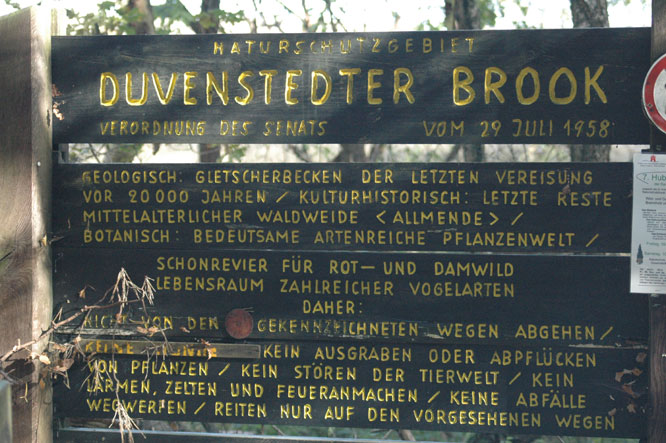 NATURSCHUTZGEBIET
DUVENSTEDTER BROOK
VERORDNUNG DES SENATS VOM 29 JULI 1958
GEOLOGISCH: GLETSCHERBECKEN DER LETZTEN VEREISUNG
VOR 20000 JAHREN / KULTURHISTORISCH: LETZTE RESTE
MITTELALTERLICHER WALDWEIDE <ALLMENDE> /
BOTANISCH: BEDEUTSAME ARTENREICHE PFLANZENWELT /
SCHONREVIER FÜR ROT- UND DAMWILD
LEBENSRAUM ZAHLREICHER VOGELARTEN
DAHER:
NICHT VON DEN GEKENNZEICHNETEN WEGEN ABGEHEN /
KEINE HUNDE KEIN AUSGRABEN ODER ABPFLÜCKEN
VON PFLANZEN / KEIN STÖREN DER TIERWELT / KEIN
LÄRMEN, ZELTEN UND FEUERANMACHEN / KEINE ABFÄLLE
WEGWERFEN / REITEN NUR AUF DEN VORGESEHENEN WEGEN